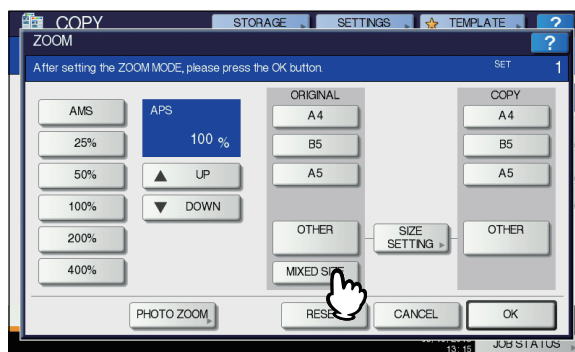 COPY STORAGE SETTINGS TEMPLATE ?
ZOOM ?
After setting the ZOOM MODE, please press the OK button. SET 1
ORIGINAL COPY
AMS APS A4 A4
25% 100 % B5 B5
50% UP A5 A5
100% DOWN
200% OTHER SIZE SETTING OTHER
400% MIXED SIZE
PHOTO ZOOM CANCEL OK
13:15 JOB STATUS